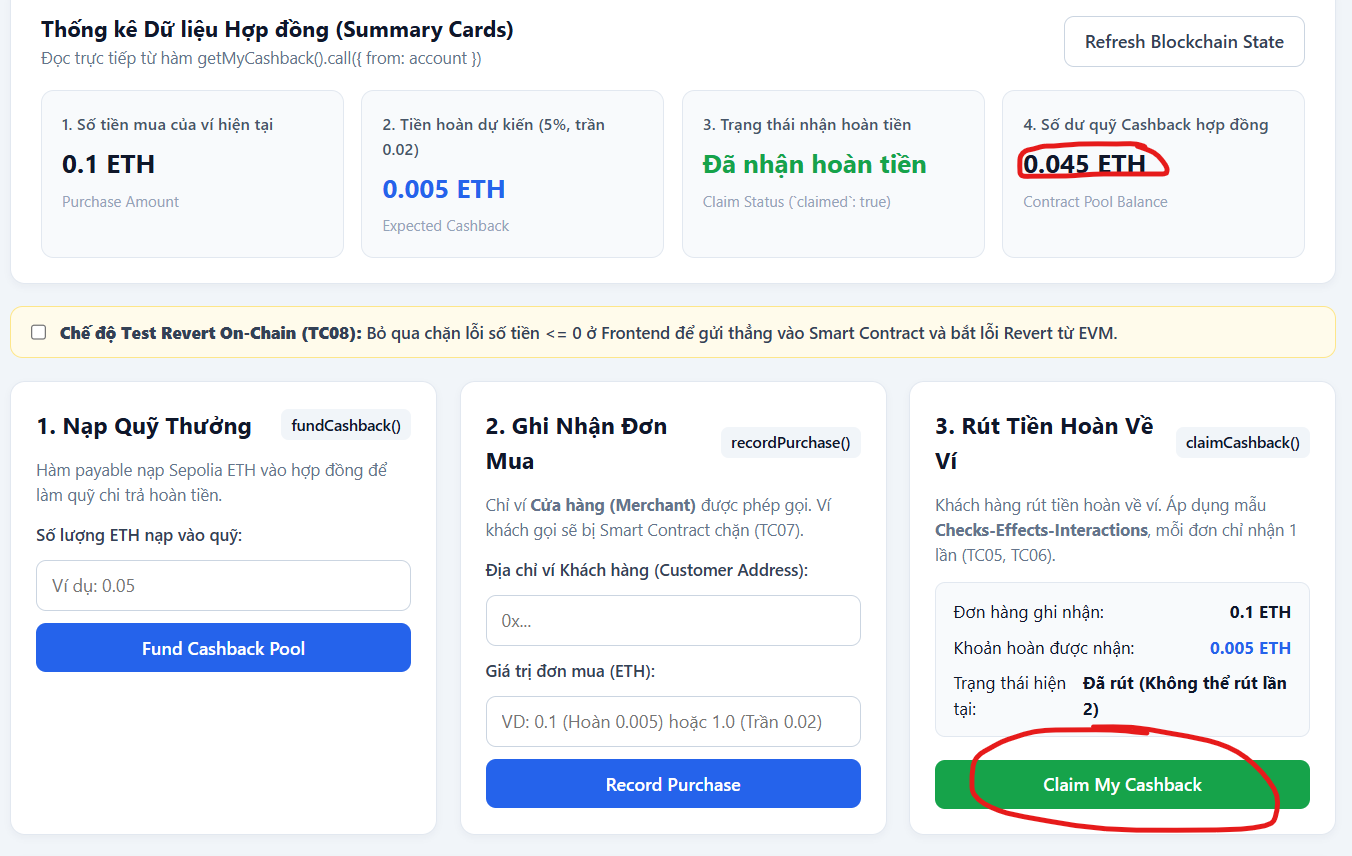 Thống kê Dữ liệu Hợp đồng (Summary Cards)
Đọc trực tiếp từ hàm getMyCashback().call({ from: account })
Refresh Blockchain State
1. Số tiền mua của ví hiện tại
0.1 ETH
Purchase Amount
2. Tiền hoàn dự kiến (5%, trần
0.02)
0.005 ETH
Expected Cashback
3. Trạng thái nhận hoàn tiền
Đã nhận hoàn tiền
Claim Status (`claimed`: true)
4. Số dư quỹ Cashback hợp đồng
0.045 ETH
Contract Pool Balance
Chế độ Test Revert On-Chain (TC08): Bỏ qua chặn lỗi số tiền <= 0 ở Frontend để gửi thẳng vào Smart Contract và bắt lỗi Revert từ EVM.
1. Nạp Quỹ Thưởng
fundCashback()
Hàm payable nạp Sepolia ETH vào hợp đồng để
làm quỹ chi trả hoàn tiền.
Số lượng ETH nạp vào quỹ:
Ví dụ: 0.05
Fund Cashback Pool
2. Ghi Nhận Đơn
Mua
recordPurchase()
Chỉ ví Cửa hàng (Merchant) được phép gọi. Ví
khách gọi sẽ bị Smart Contract chặn (TC07).
Địa chỉ ví Khách hàng (Customer Address):
0x...
Giá trị đơn mua (ETH):
VD: 0.1 (Hoàn 0.005) hoặc 1.0 (Trần 0.02)
Record Purchase
3. Rút Tiền Hoàn Về
Ví
claimCashback()
Khách hàng rút tiền hoàn về ví. Áp dụng mẫu
Checks-Effects-Interactions, mỗi đơn chỉ nhận 1
lần (TC05, TC06).
Đơn hàng ghi nhận: 0.1 ETH
Khoản hoàn được nhận: 0.005 ETH
Trạng thái hiện Đã rút (Không thể rút lần
tại: 2)
Claim My Cashback